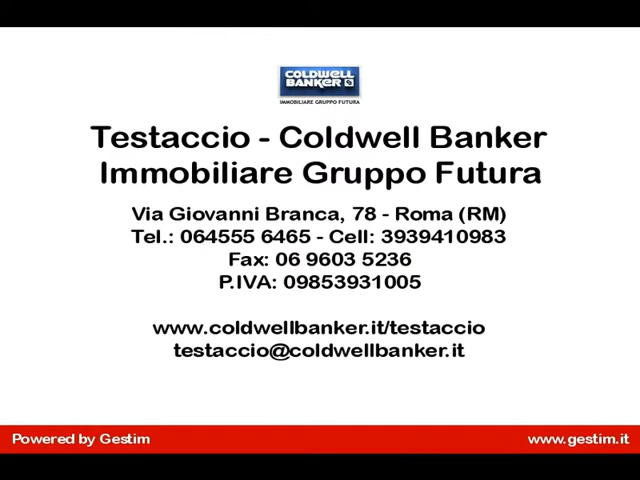 COLDWELL
BANKER
IMMOBILIARE GRUPPO FUTURA
Testaccio - Coldwell Banker
Immobiliare Gruppo Futura
Via Giovanni Branca, 78 - Roma (RM)
Tel.: 064555 6465 - Cell: 3939410983
Fax: 06 9603 5236
P.IVA: 09853931005
www.coldwellbanker.it/testaccio
testaccio@coldwellbanker.it
Powered by Gestim
www.gestim.it